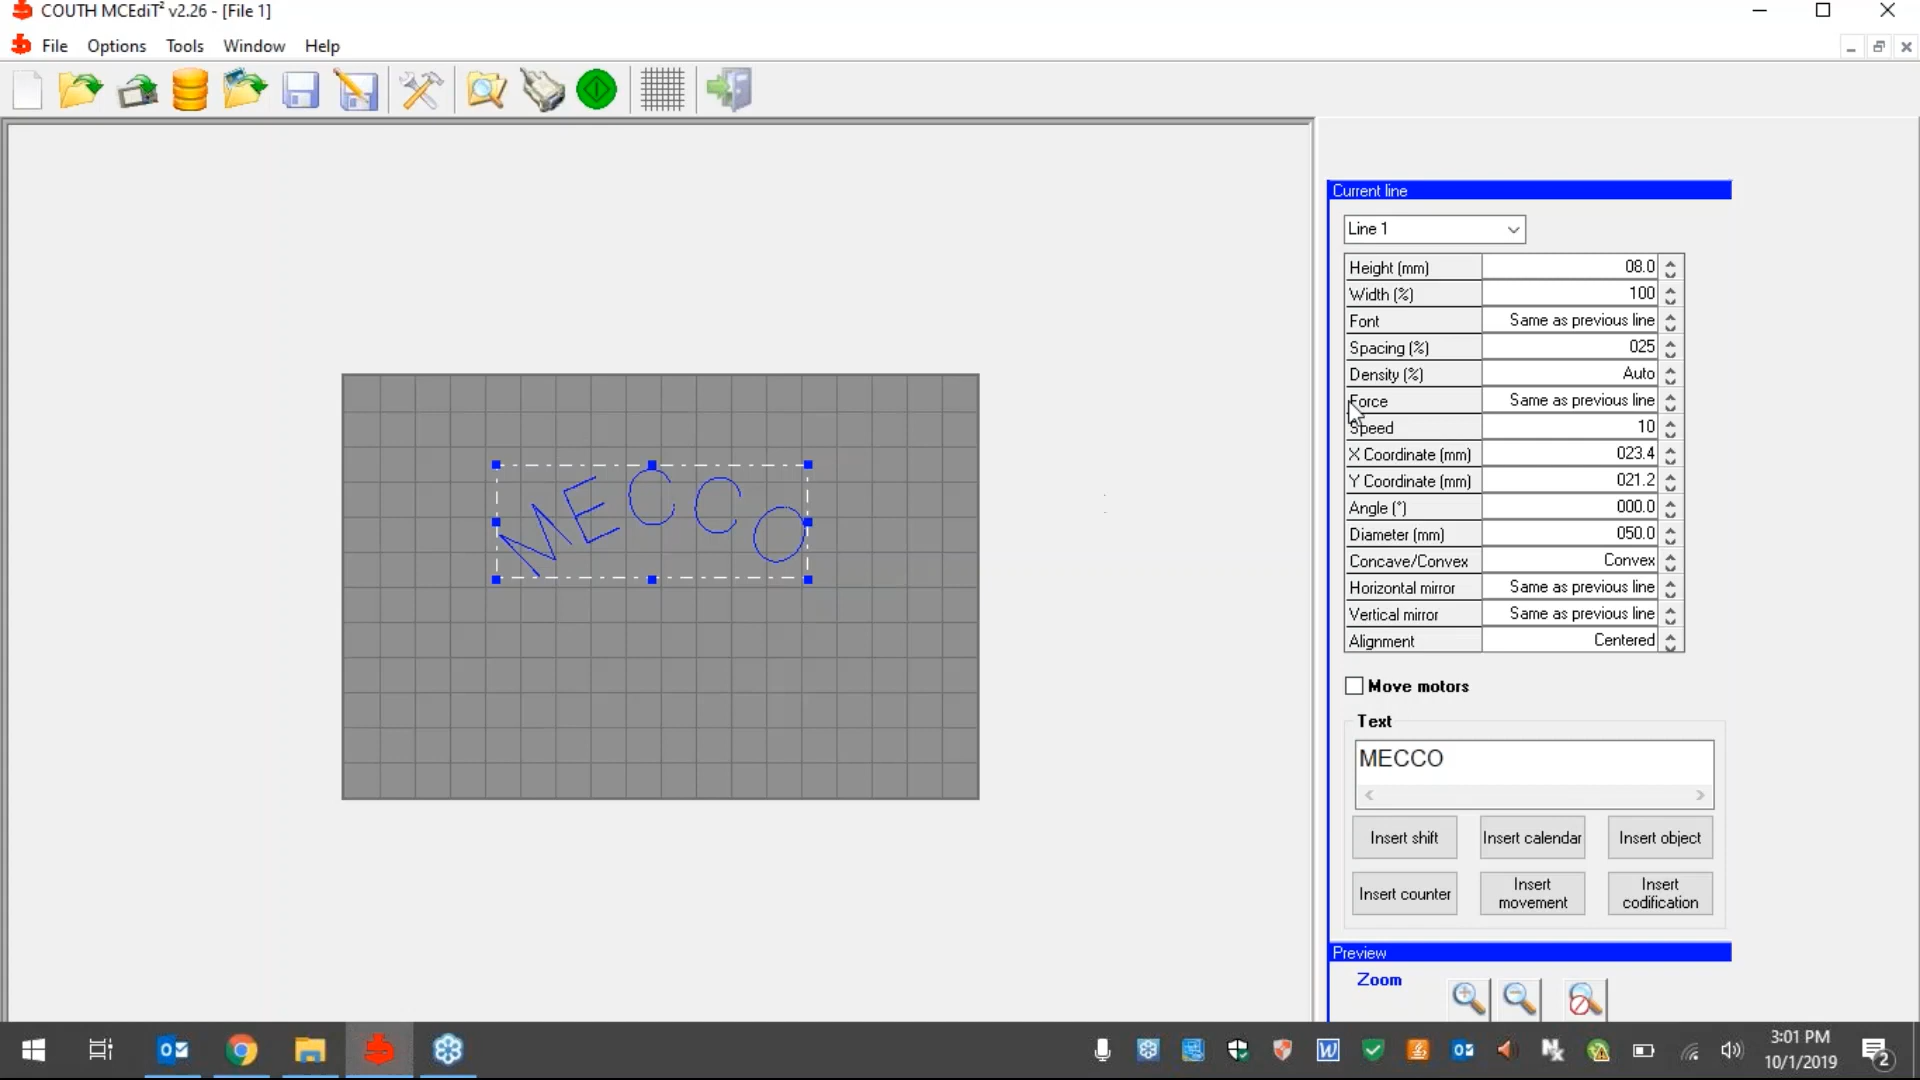 COUTH MCEdiT² v2.26 - [File 1]
File Options Tools Window Help
Current line
Line 1
Height (mm) 08.0
Width (%) 100
Font Same as previous line
Spacing (%) 025
Density (%) Auto
Force Same as previous line
Speed 10
X Coordinate (mm) 023.4
Y Coordinate (mm) 021.2
Angle (°) 000.0
Diameter (mm) 050.0
Concave/Convex Convex
Horizontal mirror Same as previous line
Vertical mirror Same as previous line
Alignment Centered
MECCO
Move motors
Text
MECCO
Insert shift Insert calendar Insert object
Insert counter Insert movement Insert codification
Preview
Zoom
3:01 PM
10/1/2019
2